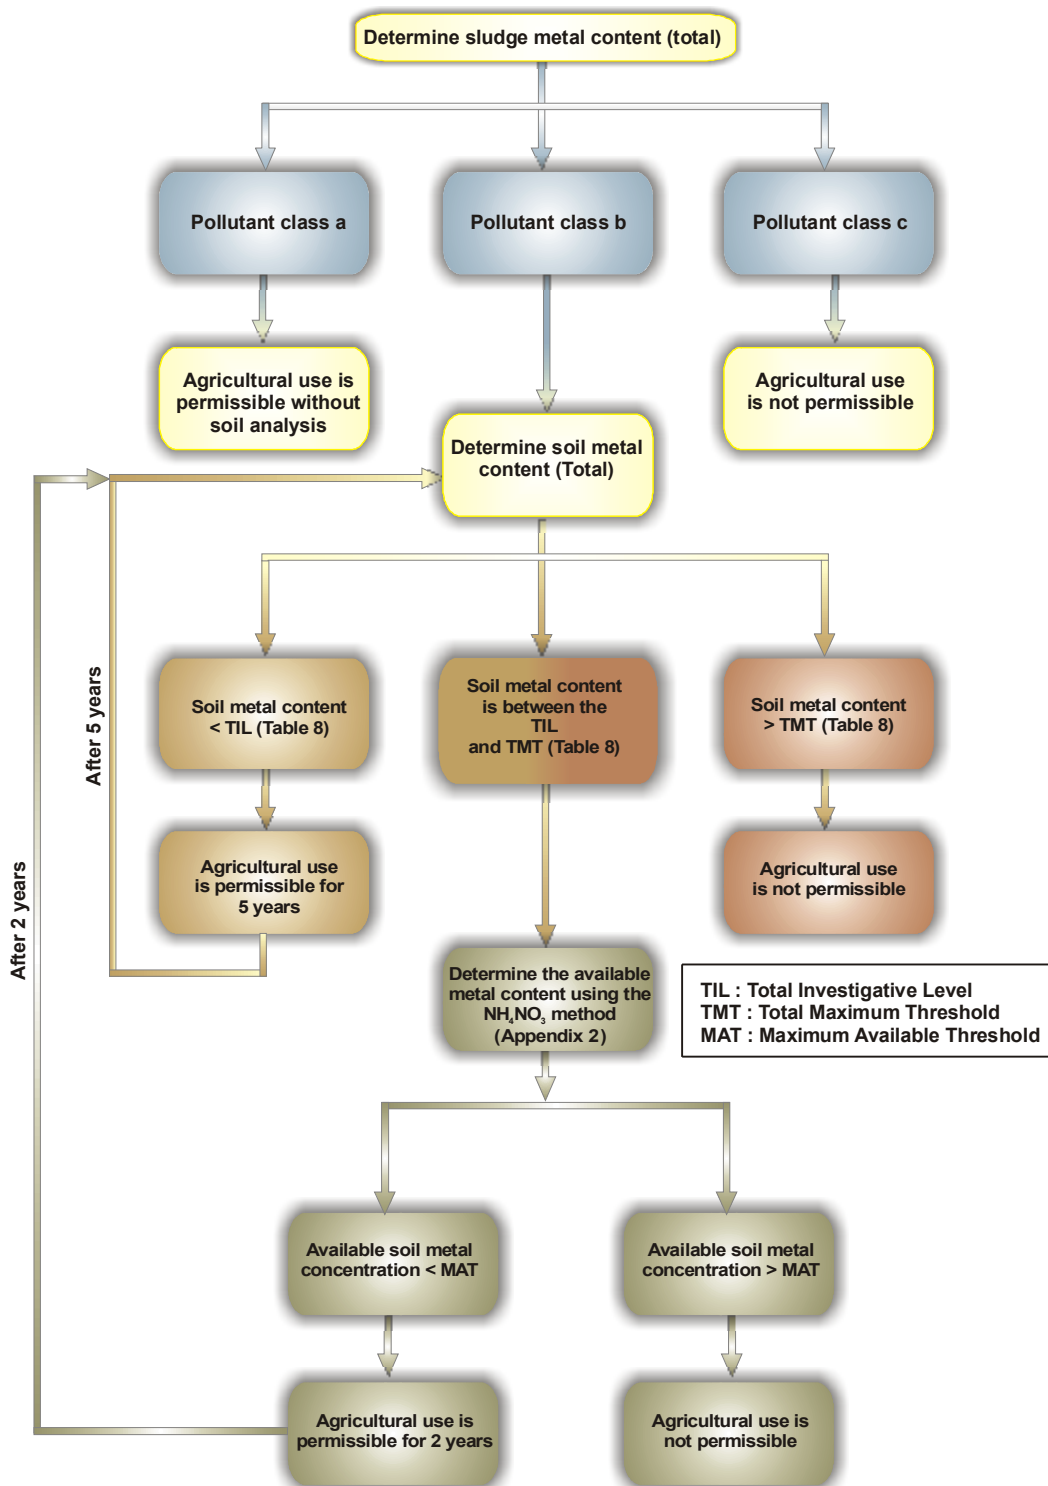 Determine sludge metal content (total)
Pollutant class a
Pollutant class b
Pollutant class c
Agricultural use is
permissible without
soil analysis
Agricultural use
is not permissible
Determine soil metal
content (Total)
After 5 years
After 2 years
Soil metal content
< TIL (Table 8)
Soil metal content
is between the
TIL
and TMT (Table 8)
Soil metal content
> TMT (Table 8)
Agricultural use
is permissible for
5 years
Agricultural use
is not permissible
Determine the available
metal content using the
NH₄NO₃ method
(Appendix 2)
TIL : Total Investigative Level
TMT : Total Maximum Threshold
MAT : Maximum Available Threshold
Available soil metal
concentration < MAT
Available soil metal
concentration > MAT
Agricultural use is
permissible for 2 years
Agricultural use is
not permissible